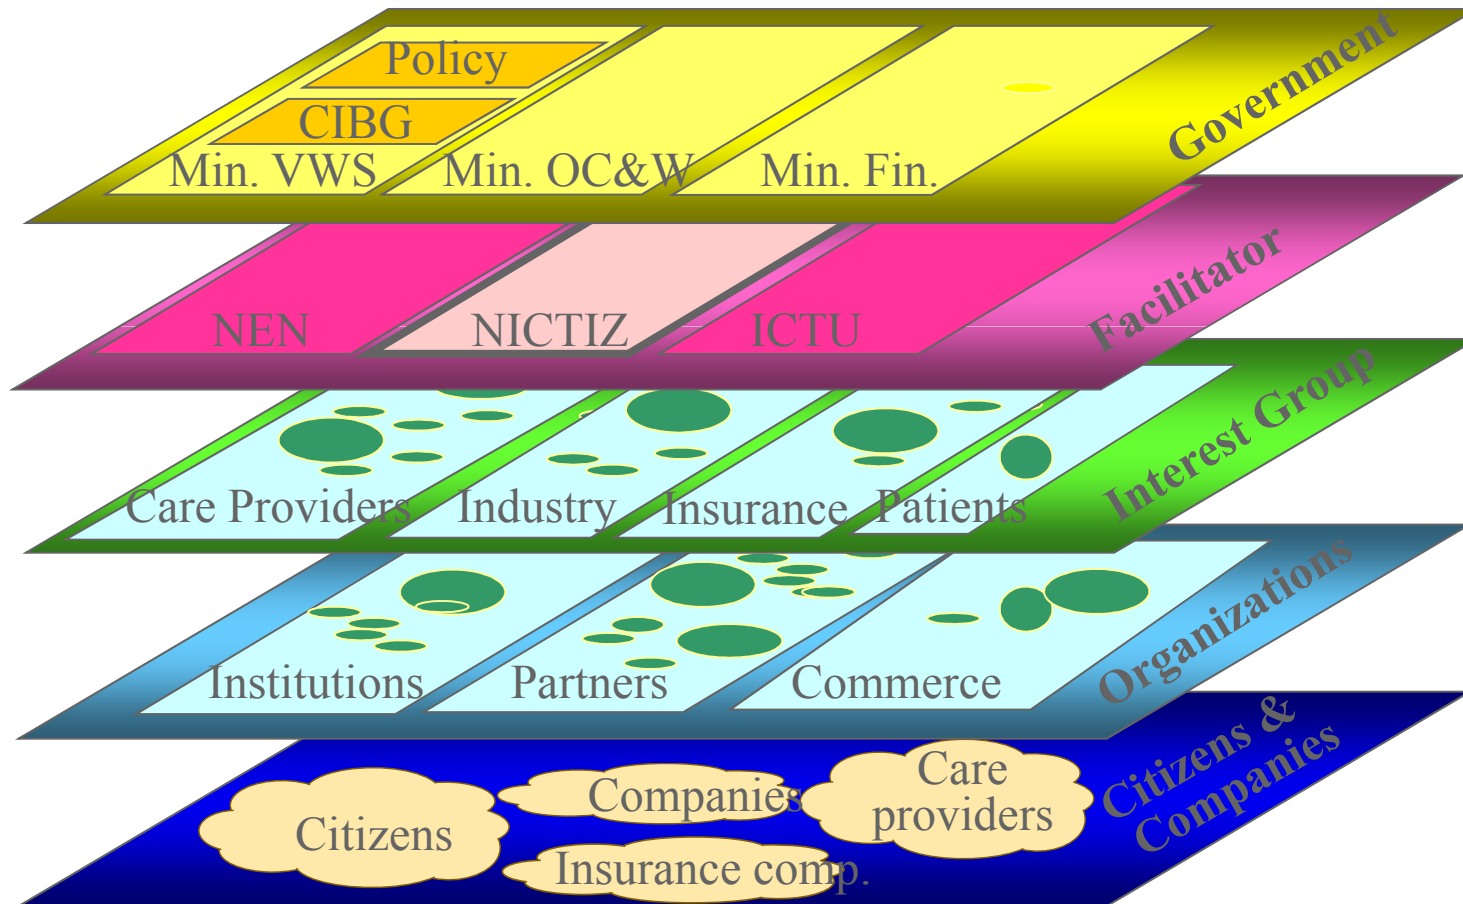 Policy
CIBG
Min. VWS
Min. OC&W
Min. Fin.
Government
NEN
NICTIZ
ICTU
Facilitator
Care Providers
Industry
Insurance
Patients
Interest Group
Institutions
Partners
Commerce
Organizations
Citizens
Companies
Insurance comp.
Care
providers
Citizens &
Companies